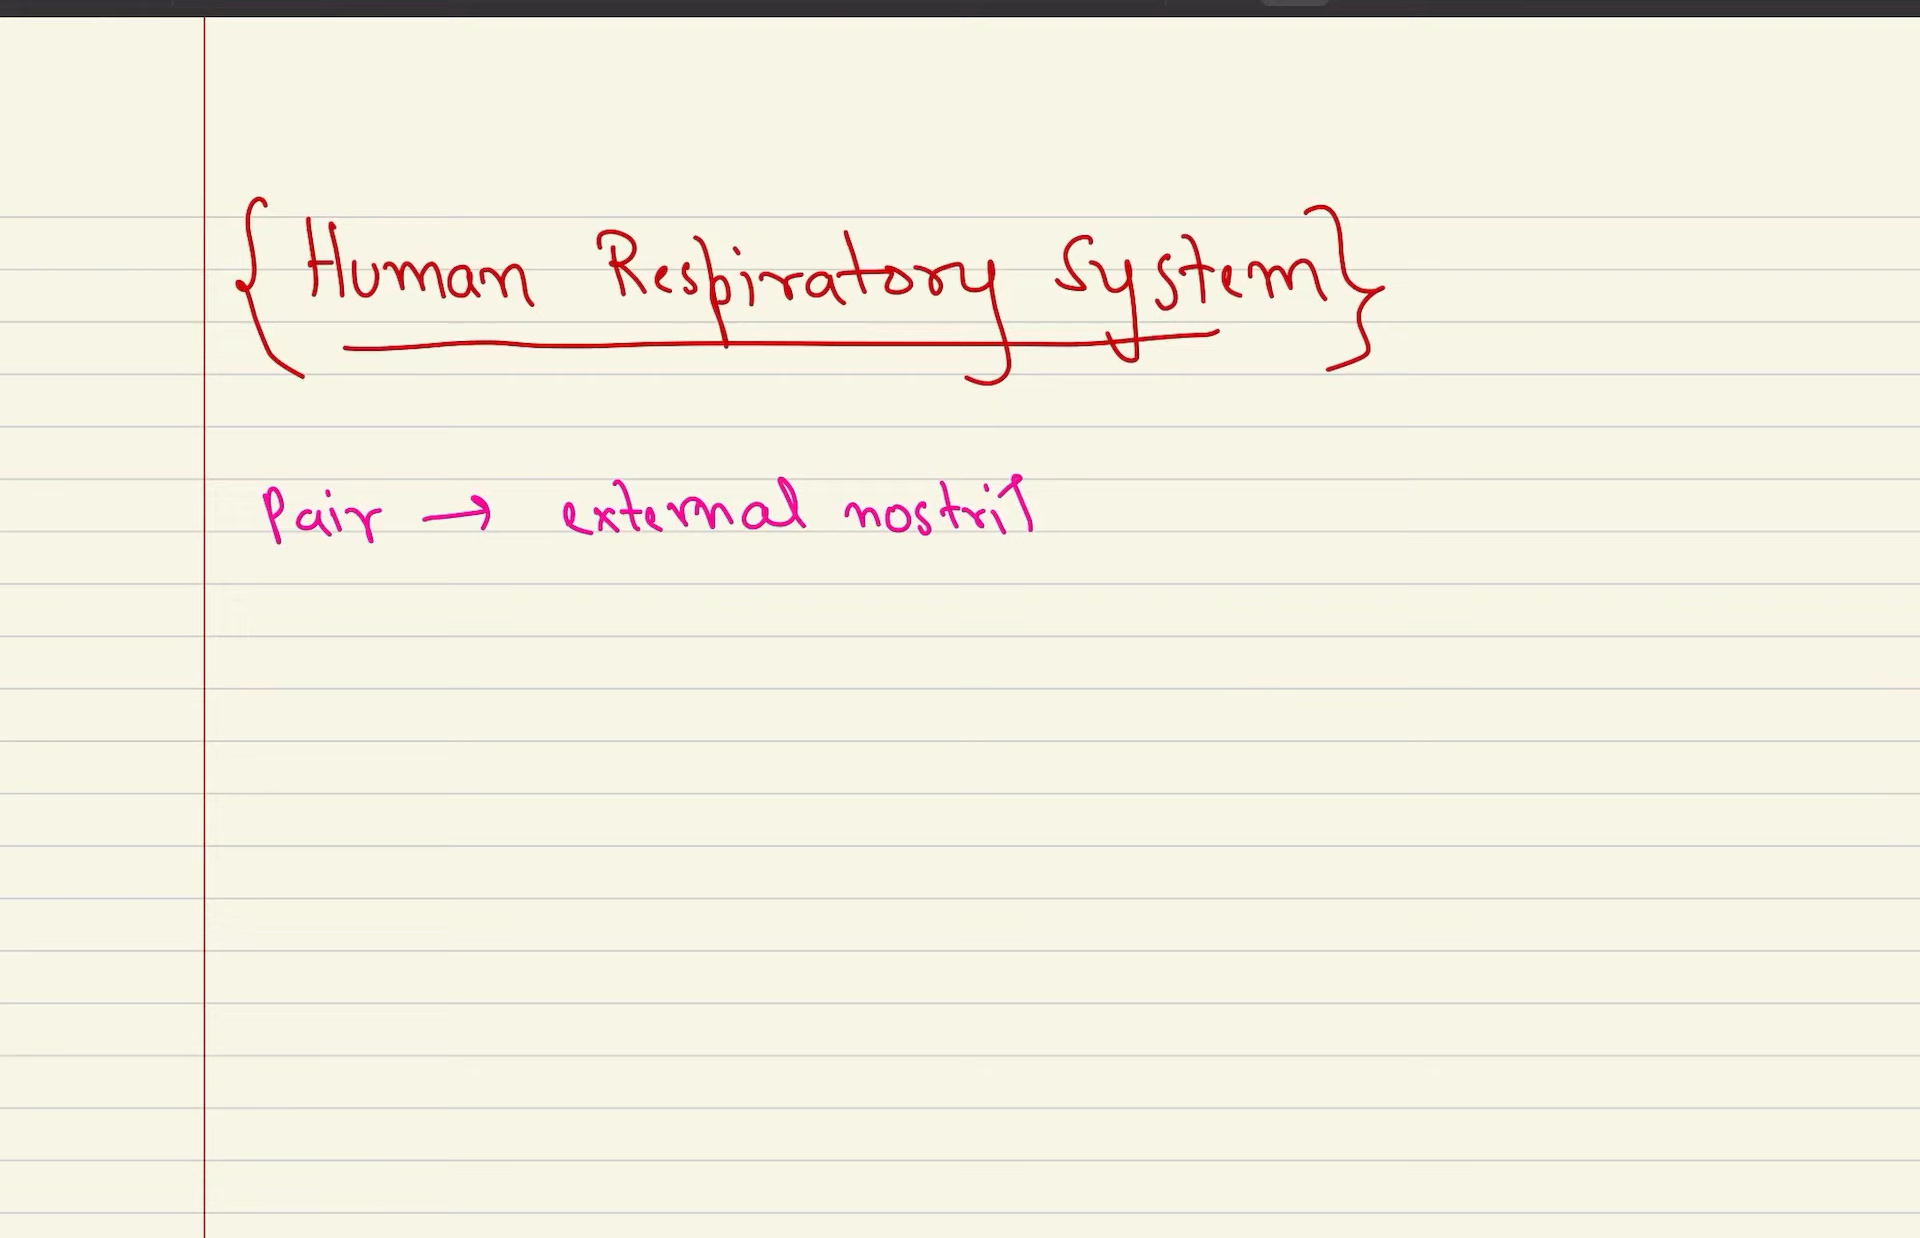 {Human Respiratory System}
Pair → external nostril